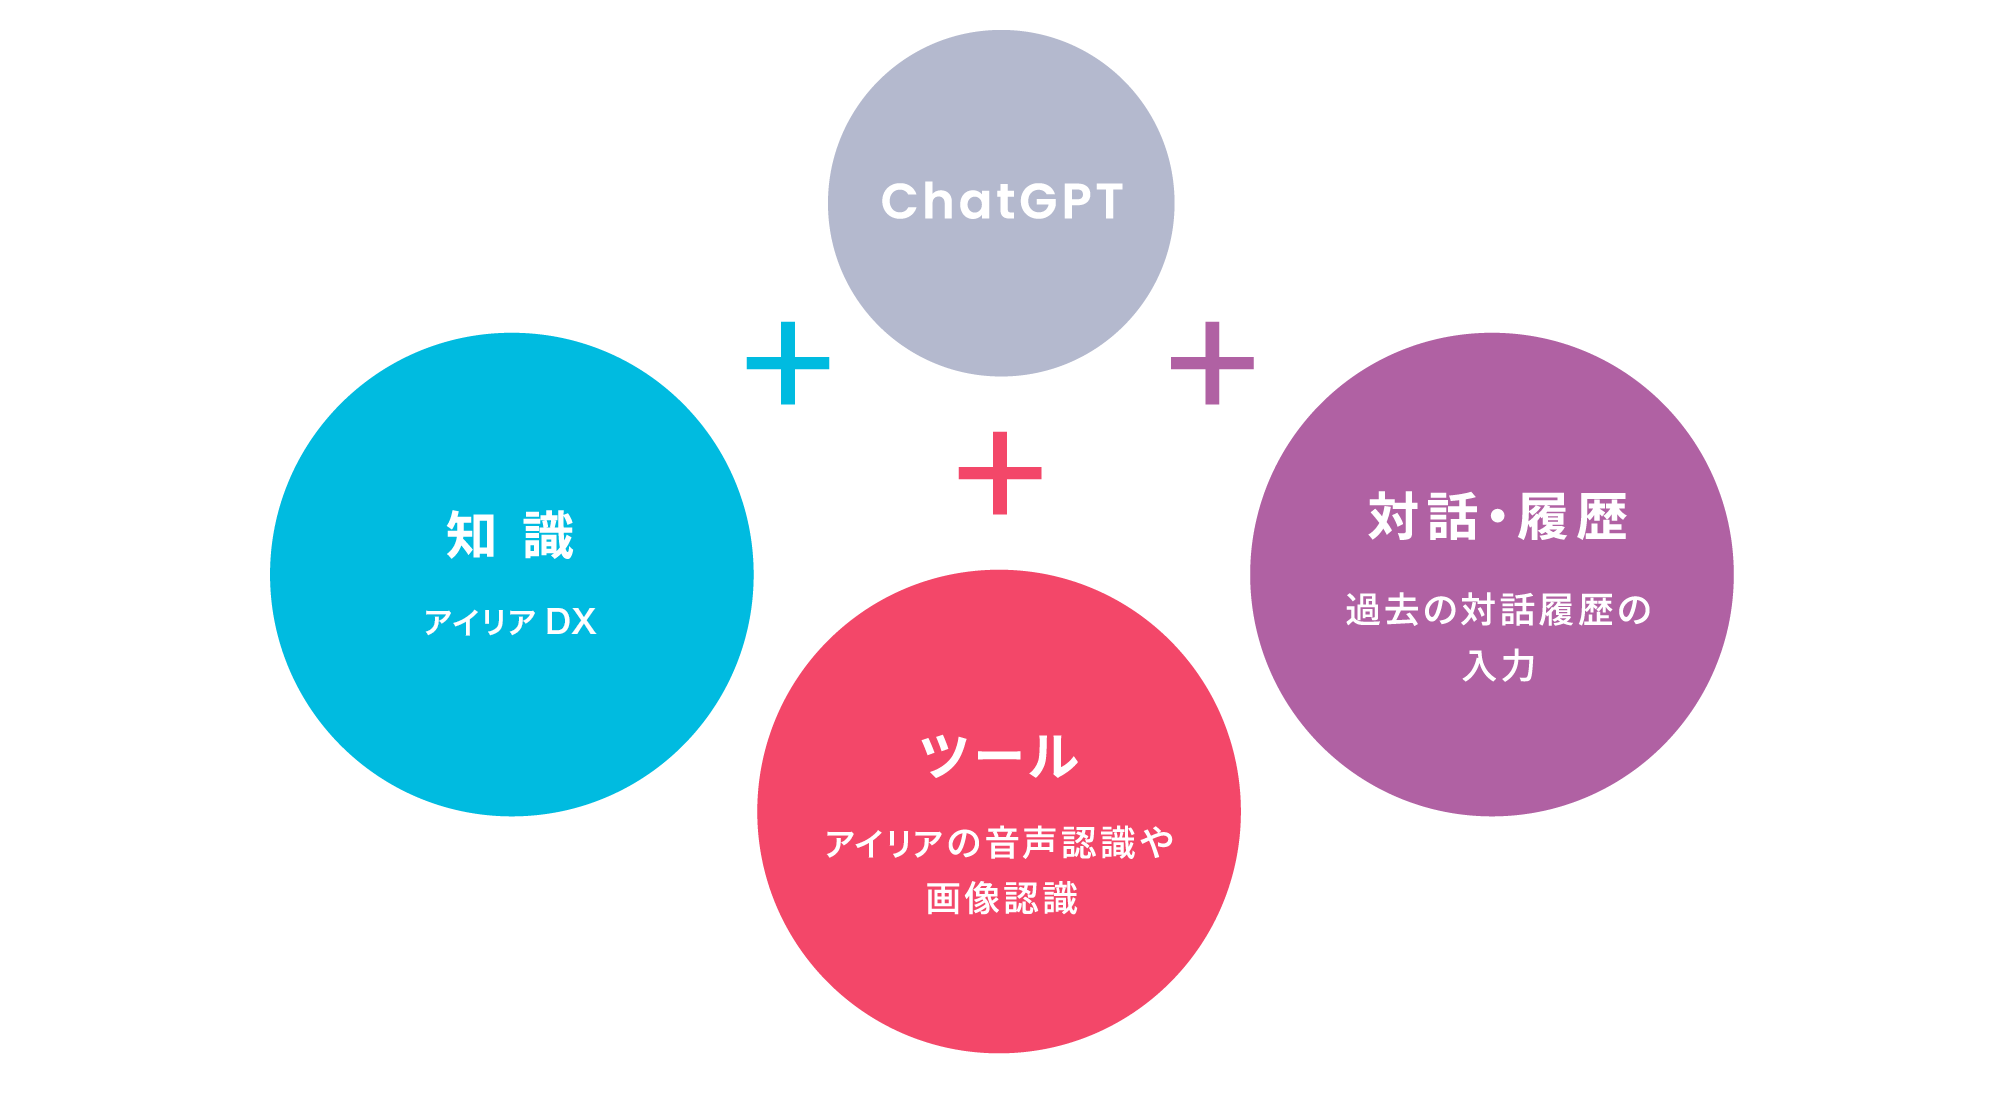 ChatGPT
知 識
アイリア DX
ツール
アイリアの音声認識や
画像認識
対話・履歴
過去の対話履歴の
入力